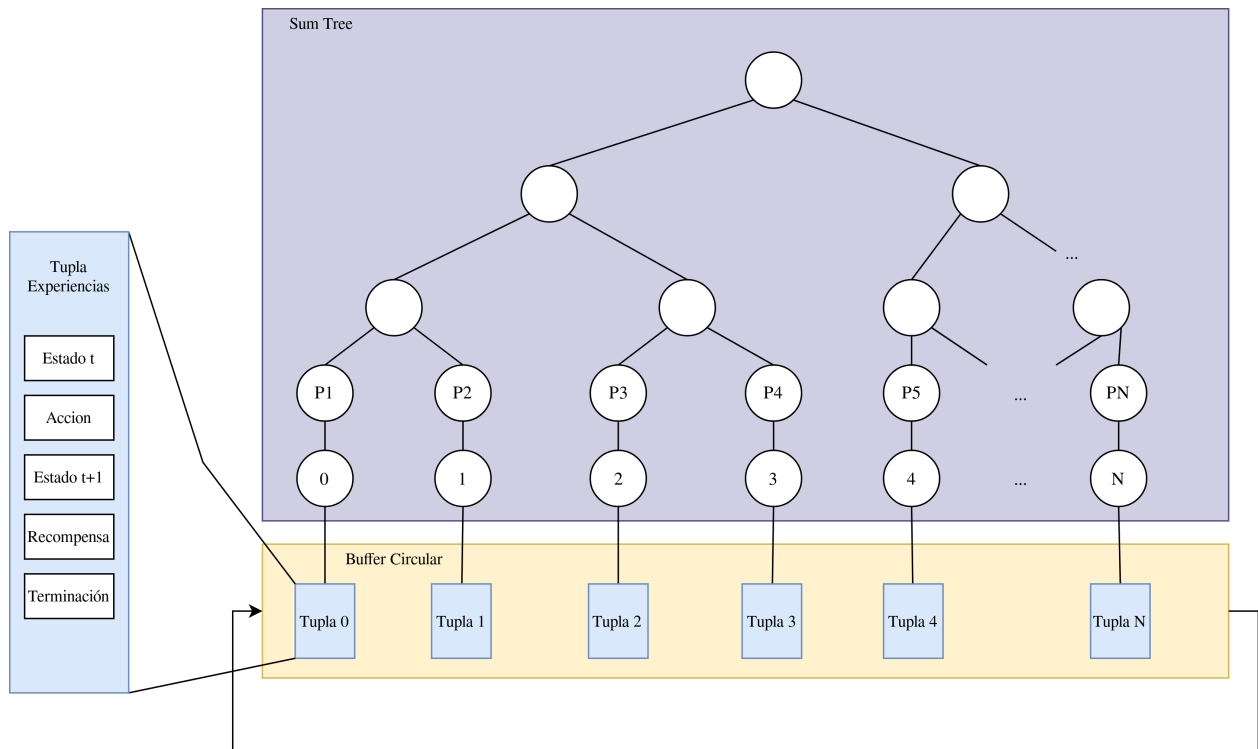 Sum Tree
...
Tupla
Experiencias
Estado t
Accion
Estado t+1
Recompensa
Terminación
P1 P2 P3 P4 P5 ... PN
0 1 2 3 4 ... N
Buffer Circular
Tupla 0 Tupla 1 Tupla 2 Tupla 3 Tupla 4 Tupla N